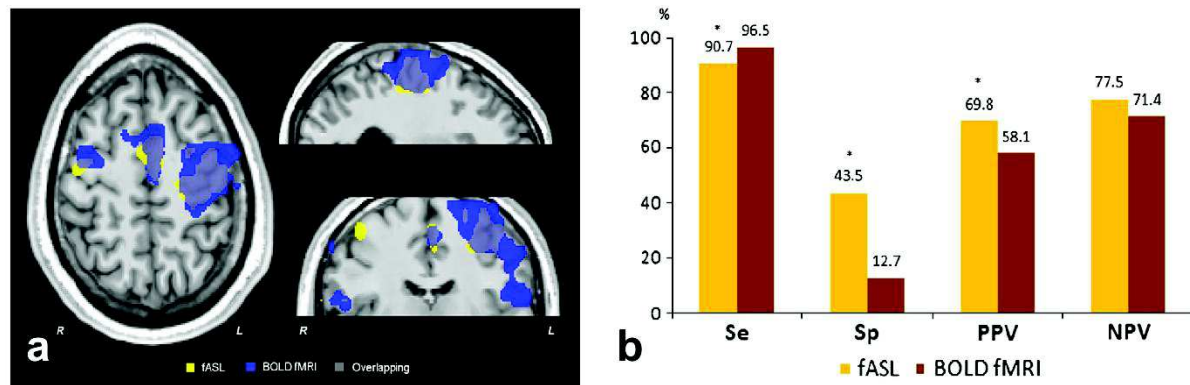 R
L
R
L
a
fASL
BOLD fMRI
Overlapping
%
100
80
60
40
20
0
*
90.7
96.5
*
43.5
12.7
*
69.8
58.1
77.5
71.4
Se
Sp
PPV
NPV
b
fASL
BOLD fMRI